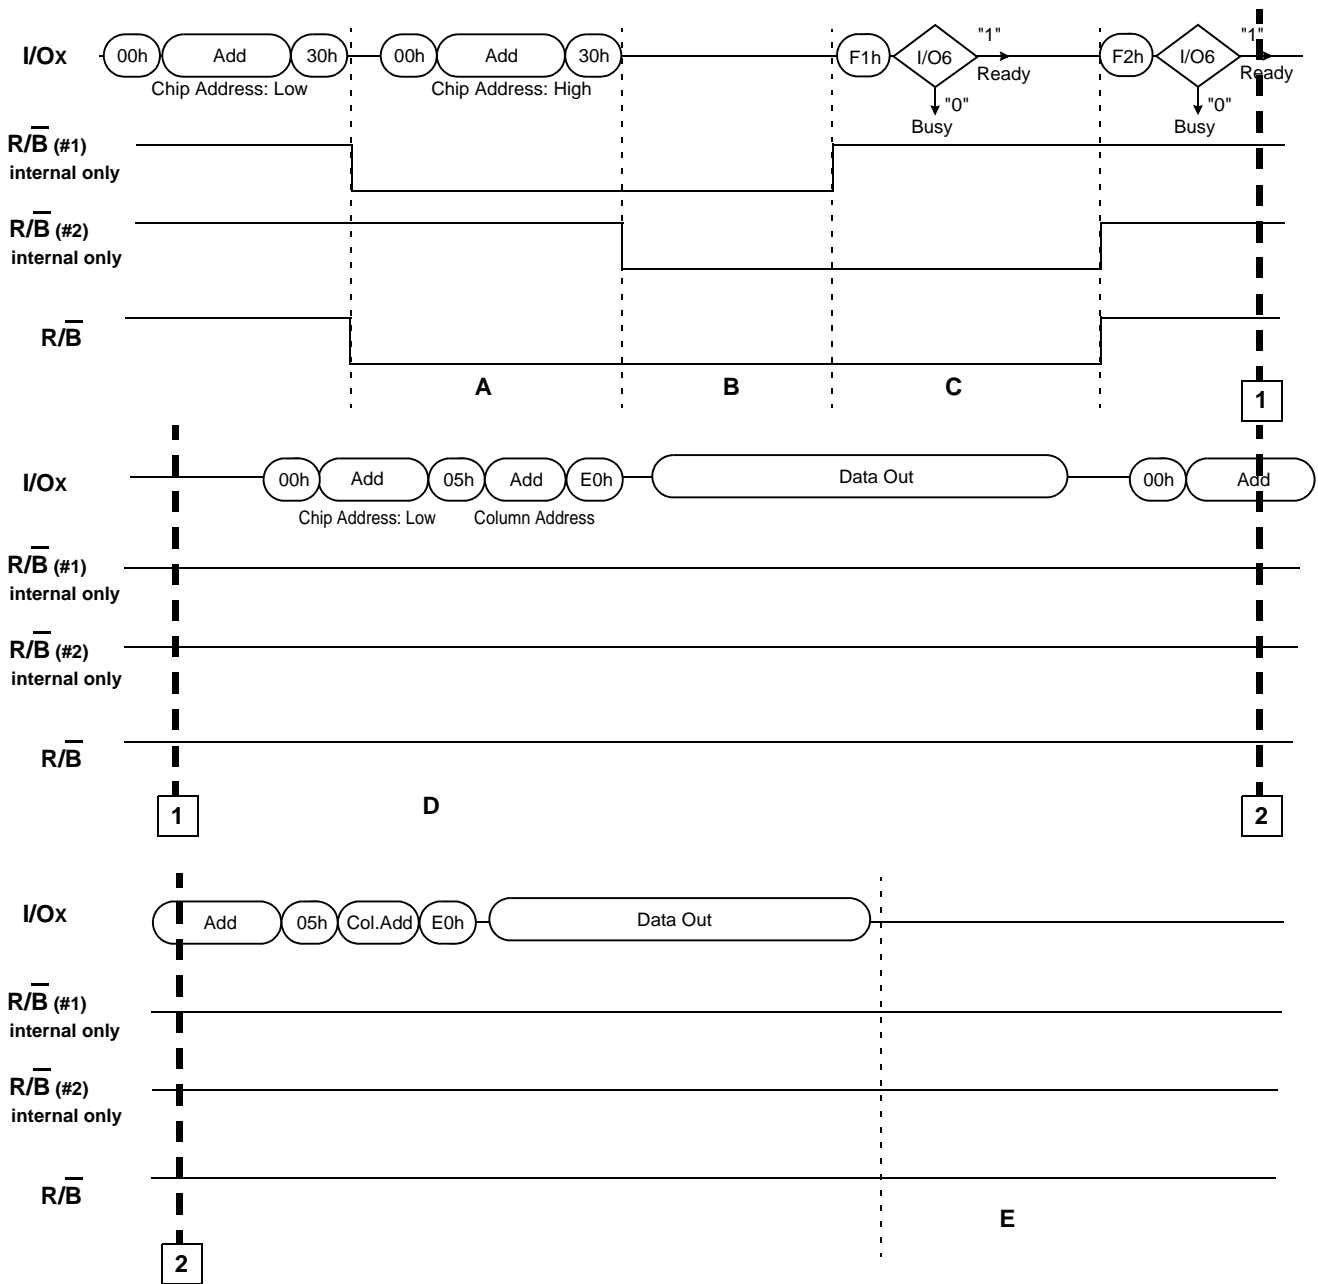 I/Ox 00h Add 30h 00h Add 30h F1h I/O6 "1" F2h I/O6 "1"
Ready Ready
Chip Address: Low Chip Address: High
"0" "0"
Busy Busy
R/B (#1)
internal only
R/B (#2)
internal only
R/B
A B C
1
I/Ox 00h Add 05h Add E0h Data Out 00h Add
Chip Address: Low Column Address
R/B (#1)
internal only
R/B (#2)
internal only
R/B
1 D 2
I/Ox Add 05h Col.Add E0h Data Out
R/B (#1)
internal only
R/B (#2)
internal only
R/B
E
2